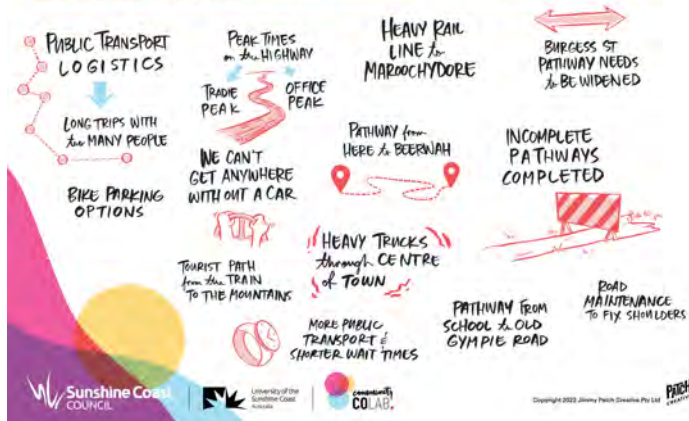 PUBLIC TRANSPORT
LOGISTICS
LONG TRIPS WITH
too MANY PEOPLE
BIKE PARKING
OPTIONS
PEAK TIMES
on the HIGHWAY
TRADIE
PEAK
OFFICE
PEAK
WE CAN'T
GET ANYWHERE
WITH OUT A CAR
TOURIST PATH
from the TRAIN
TO THE MOUNTAINS
HEAVY RAIL
LINE to
MAROOCHYDORE
PATHWAY from
HERE to BEERWAH
HEAVY TRUCKS
through CENTRE
of TOWN
MORE PUBLIC
TRANSPORT &
SHORTER WAIT TIMES
BURGESS ST
PATHWAY NEEDS
to BE WIDENED
INCOMPLETE
PATHWAYS
COMPLETED
PATHWAY FROM
SCHOOL to OLD
GYMPIE ROAD
ROAD
MAINTENANCE
TO FIX SHOULDERS
Sunshine Coast
COUNCIL
University of the
Sunshine Coast
Australia
community
COLAB.
Copyright 2022 Jimmy Patch Creative Pty Ltd
PATCH
CREATIVE